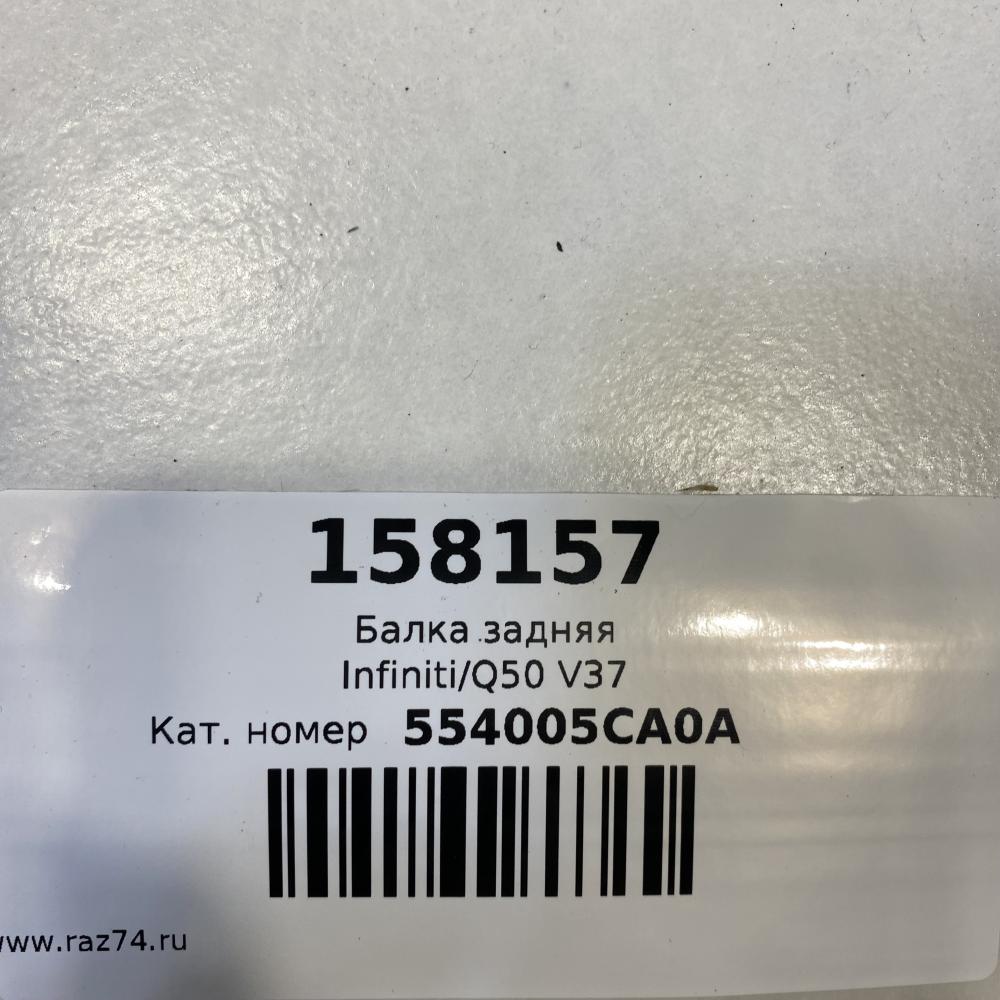 158157
Балка задняя
Infiniti/Q50 V37
Кат. номер 554005CA0A
www.raz74.ru